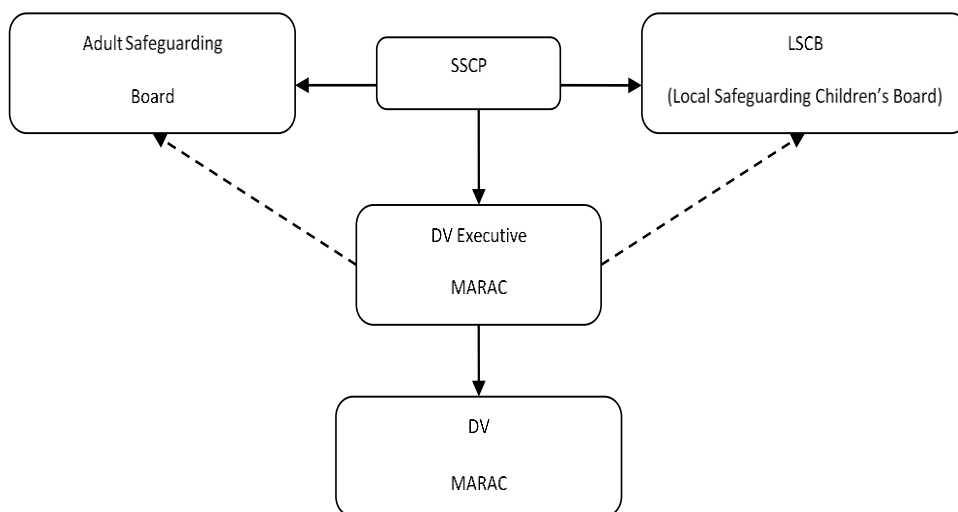 Adult Safeguarding
Board
SSCP
LSCB
(Local Safeguarding Children's Board)
DV Executive
MARAC
DV
MARAC